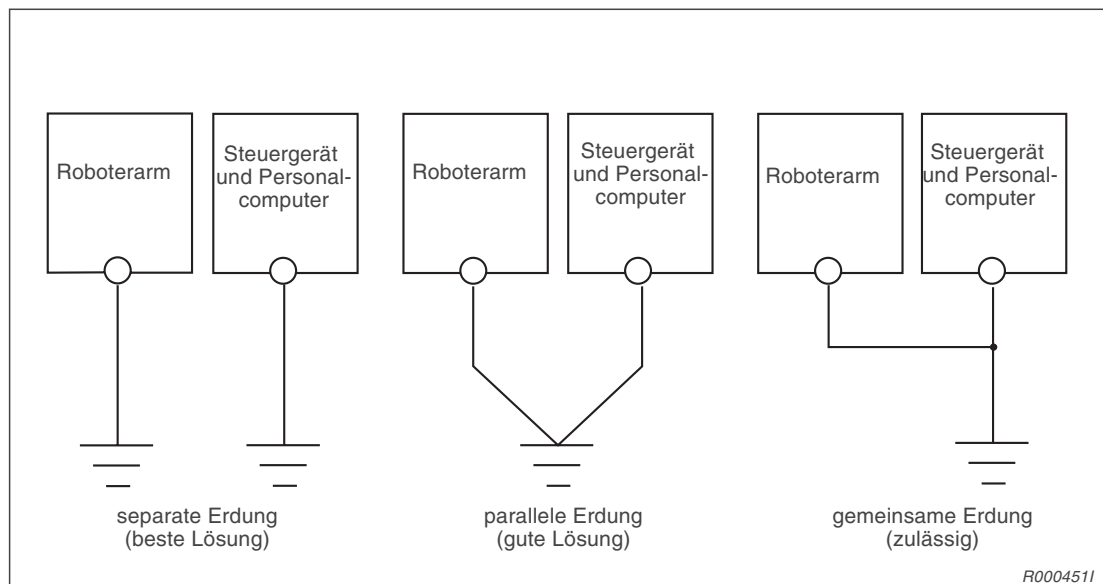 Roboterarm
Steuergerät
und Personal-
computer
Roboterarm
Steuergerät
und Personal-
computer
Roboterarm
Steuergerät
und Personal-
computer
separate Erdung
(beste Lösung)
parallele Erdung
(gute Lösung)
gemeinsame Erdung
(zulässig)
R000451I